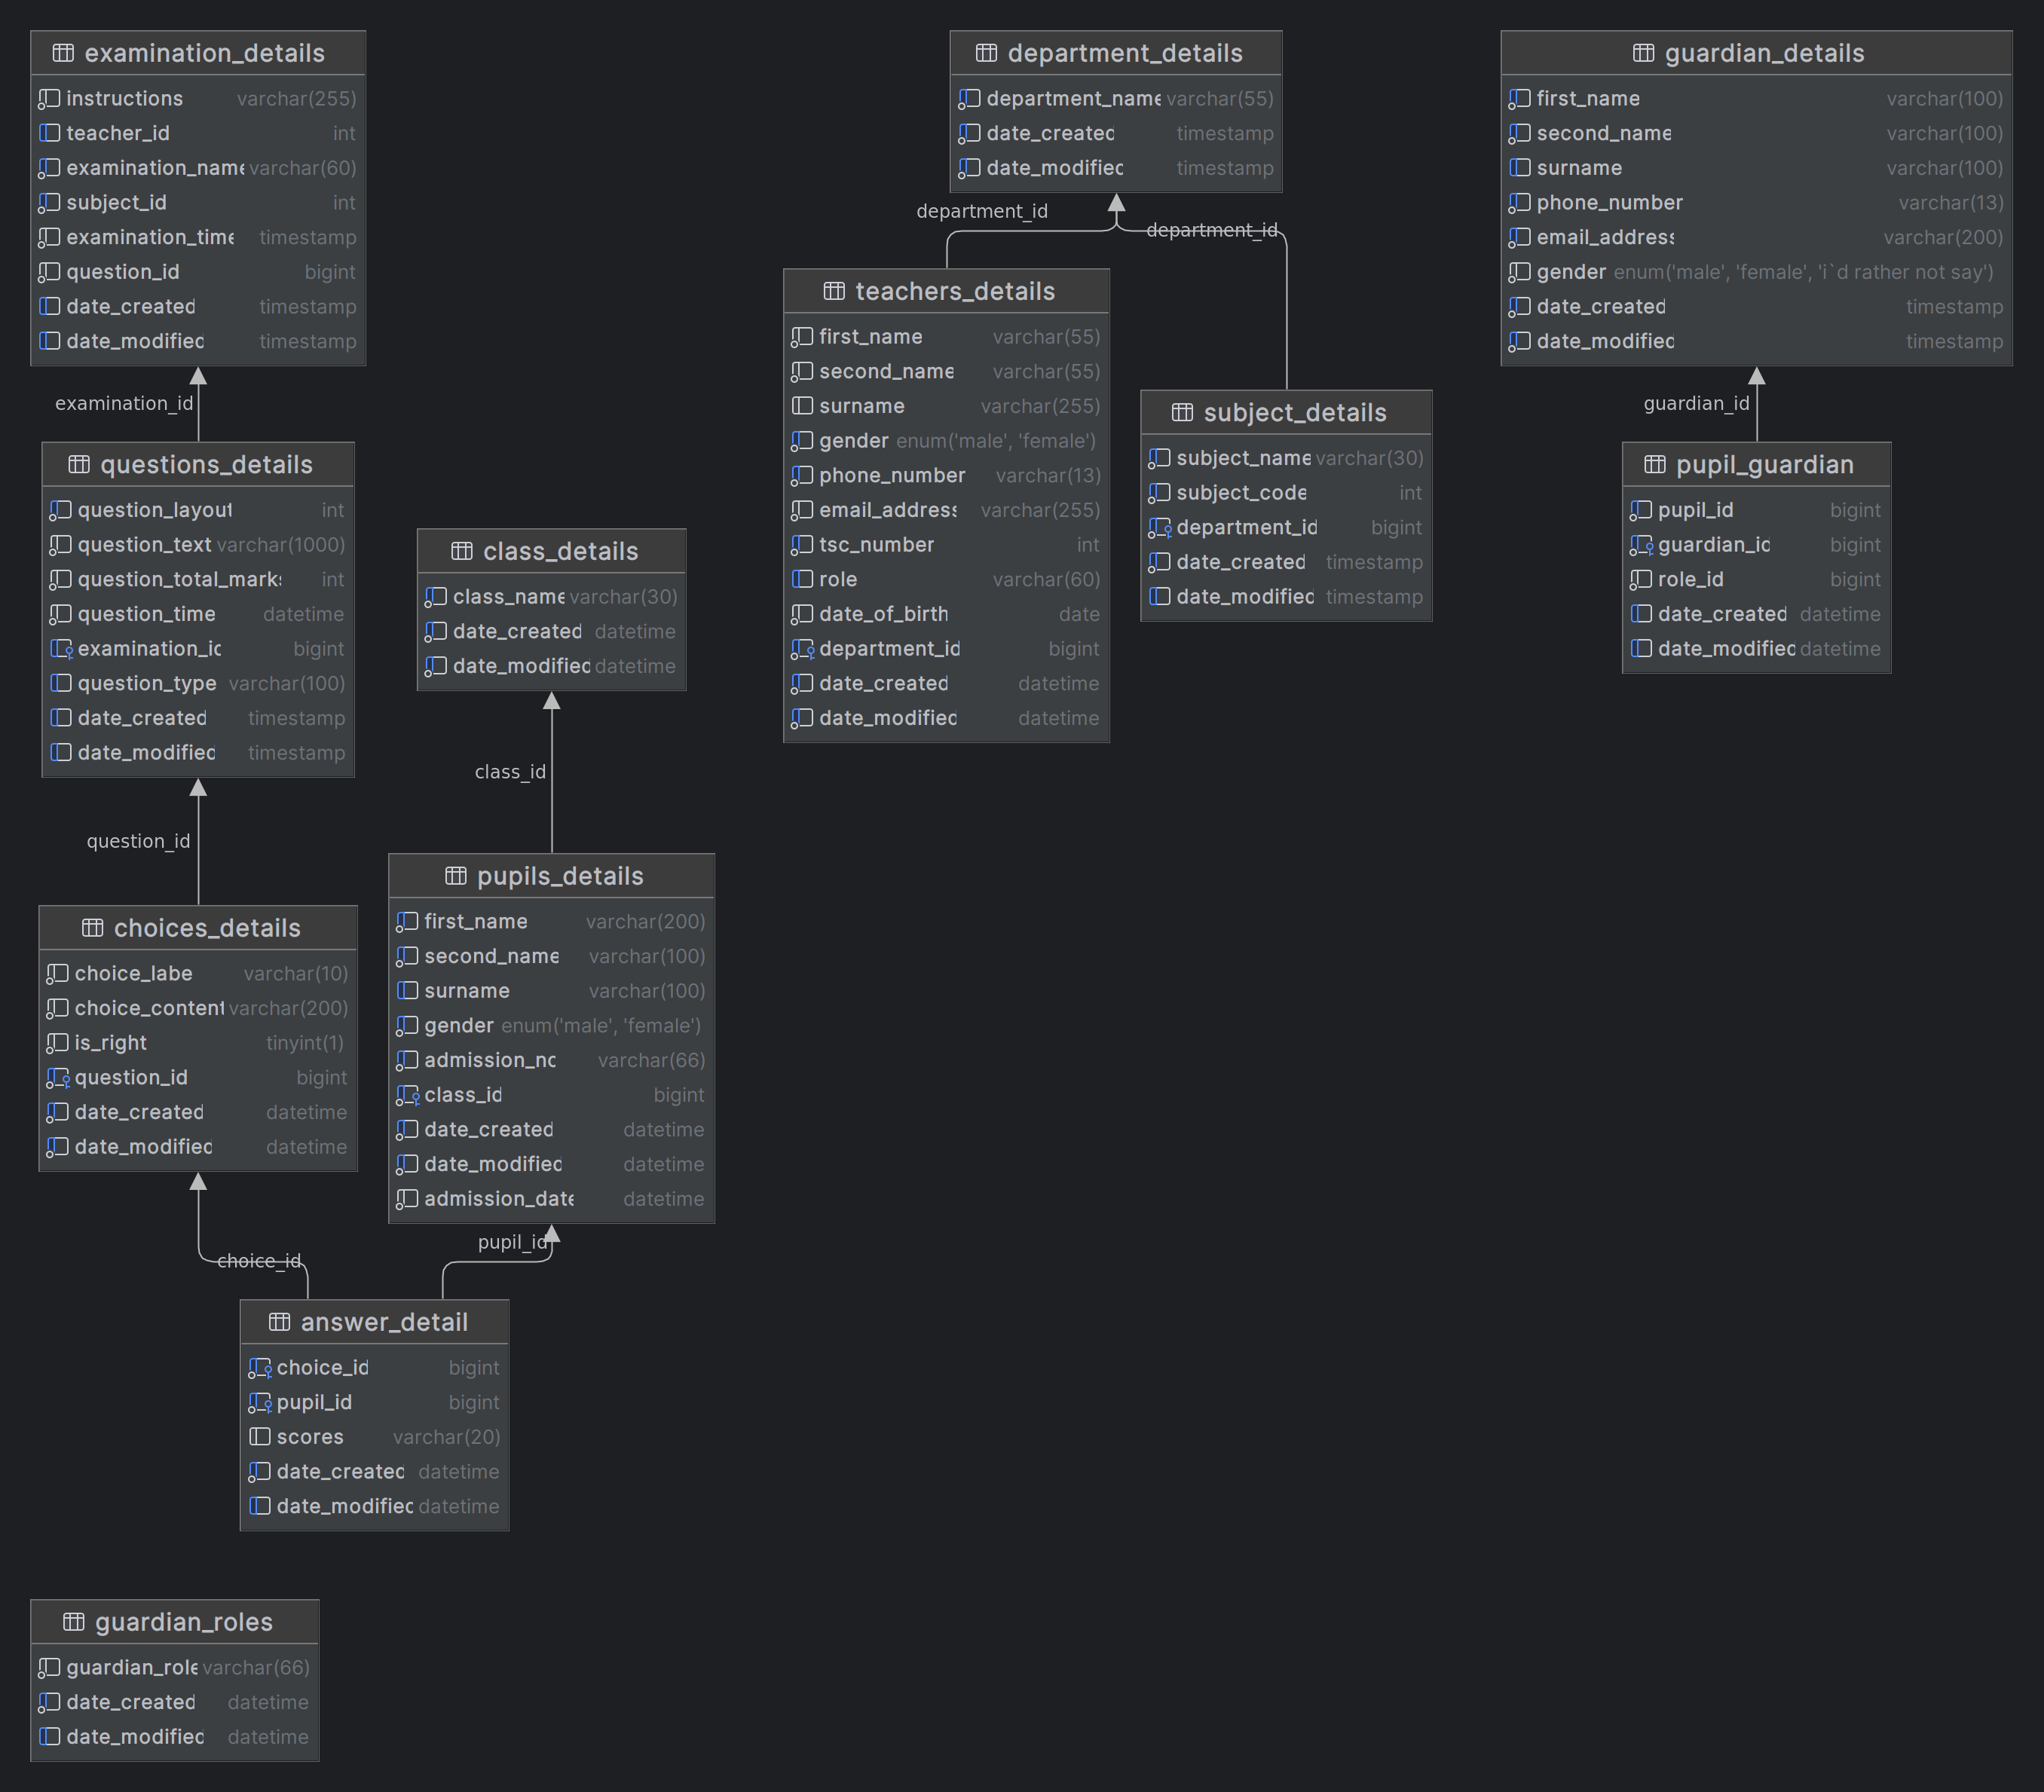 examination_details
instructions varchar(255)
teacher_id int
examination_name varchar(60)
subject_id int
examination_time timestamp
question_id bigint
date_created timestamp
date_modified timestamp
examination_id
questions_details
question_layout int
question_text varchar(1000)
question_total_marks int
question_time datetime
examination_id bigint
question_type varchar(100)
date_created timestamp
date_modified timestamp
question_id
choices_details
choice_labe varchar(10)
choice_content varchar(200)
is_right tinyint(1)
question_id bigint
date_created datetime
date_modified datetime
choice_id
class_details
class_name varchar(30)
date_created datetime
date_modified datetime
class_id
pupils_details
first_name varchar(200)
second_name varchar(100)
surname varchar(100)
gender enum('male', 'female')
admission_no varchar(66)
class_id bigint
date_created datetime
date_modified datetime
admission_date datetime
pupil_id
answer_detail
choice_id bigint
pupil_id bigint
scores varchar(20)
date_created datetime
date_modified datetime
guardian_roles
guardian_role varchar(66)
date_created datetime
date_modified datetime
department_details
department_name varchar(55)
date_created timestamp
date_modified timestamp
department_id
department_id
teachers_details
first_name varchar(55)
second_name varchar(55)
surname varchar(255)
gender enum('male', 'female')
phone_number varchar(13)
email_address varchar(255)
tsc_number int
role varchar(60)
date_of_birth date
department_id bigint
date_created datetime
date_modified datetime
subject_details
subject_name varchar(30)
subject_code int
department_id bigint
date_created timestamp
date_modified timestamp
guardian_details
first_name varchar(100)
second_name varchar(100)
surname varchar(100)
phone_number varchar(13)
email_address varchar(200)
gender enum('male', 'female', 'i`d rather not say')
date_created timestamp
date_modified timestamp
guardian_id
pupil_guardian
pupil_id bigint
guardian_id bigint
role_id bigint
date_created datetime
date_modified datetime